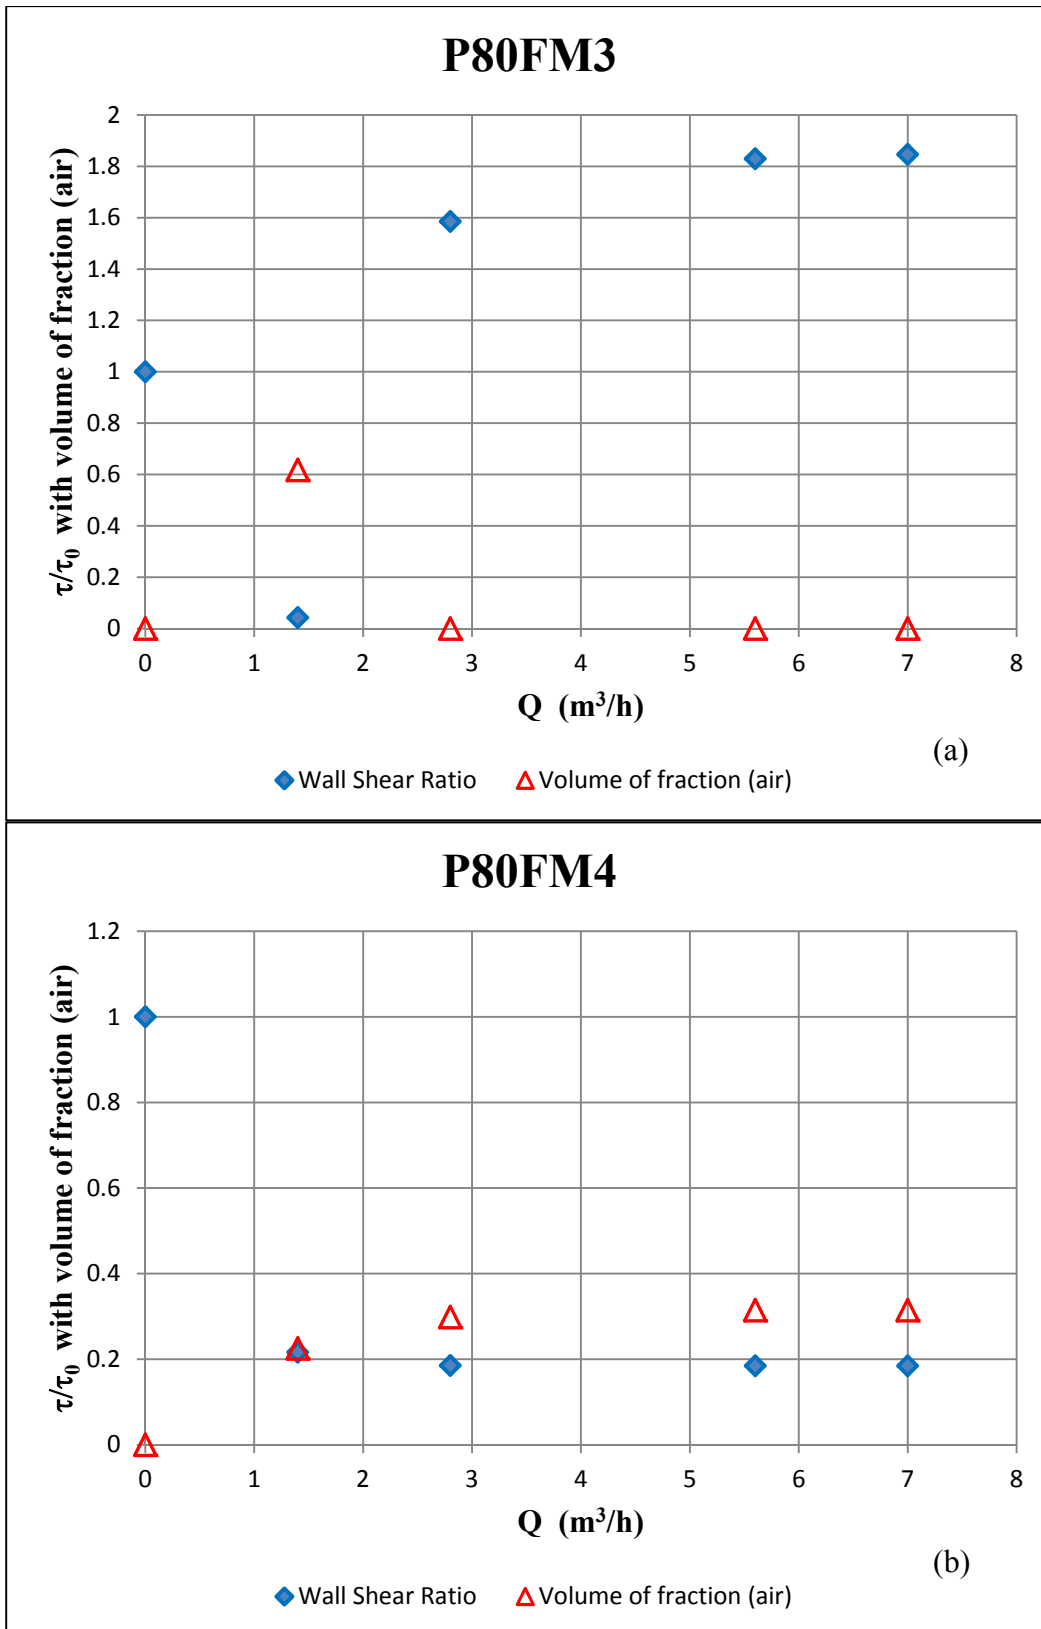 P80FM3
τ/τ₀ with volume of fraction (air)
2
1.8
1.6
1.4
1.2
1
0.8
0.6
0.4
0.2
0
0 1 2 3 4 5 6 7 8
Q (m³/h)
(a)
Wall Shear Ratio Volume of fraction (air)
P80FM4
τ/τ₀ with volume of fraction (air)
1.2
1
0.8
0.6
0.4
0.2
0
0 1 2 3 4 5 6 7 8
Q (m³/h)
(b)
Wall Shear Ratio Volume of fraction (air)